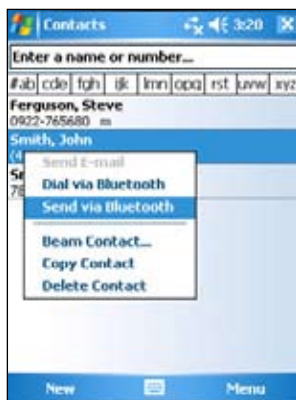 Contacts 3:20
Enter a name or number...
#ab cde fgh ijk lmn opq rst uvw xyz
Ferguson, Steve
0922-765680 m
Smith, John
(4
Send E-mail
Dial via Bluetooth
Send via Bluetooth
Beam Contact...
Copy Contact
Delete Contact
New Menu